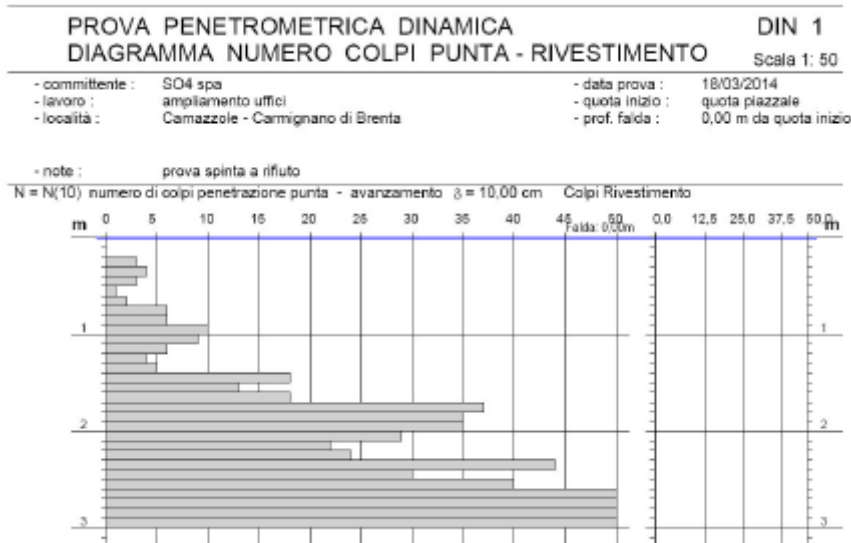 PROVA PENETROMETRICA DINAMICA DIN 1
DIAGRAMMA NUMERO COLPI PUNTA - RIVESTIMENTO Scala 1: 50
- committente : SO4 spa - data prova : 18/03/2014
- lavoro : ampliamento uffici - quota inizio : quota piazzale
- località : Camazzole - Carmignano di Brenta - prof. falda : 0,00 m da quota inizio
- note : prova spinta a rifiuto
N = N(10) numero di colpi penetrazione punta - avanzamento δ = 10,00 cm Colpi Rivestimento
m 0 5 10 15 20 25 30 35 40 45 50 0,0 12,5 25,0 37,5 50,0 m
Falda: 0,00m
1 1
2 2
3 3